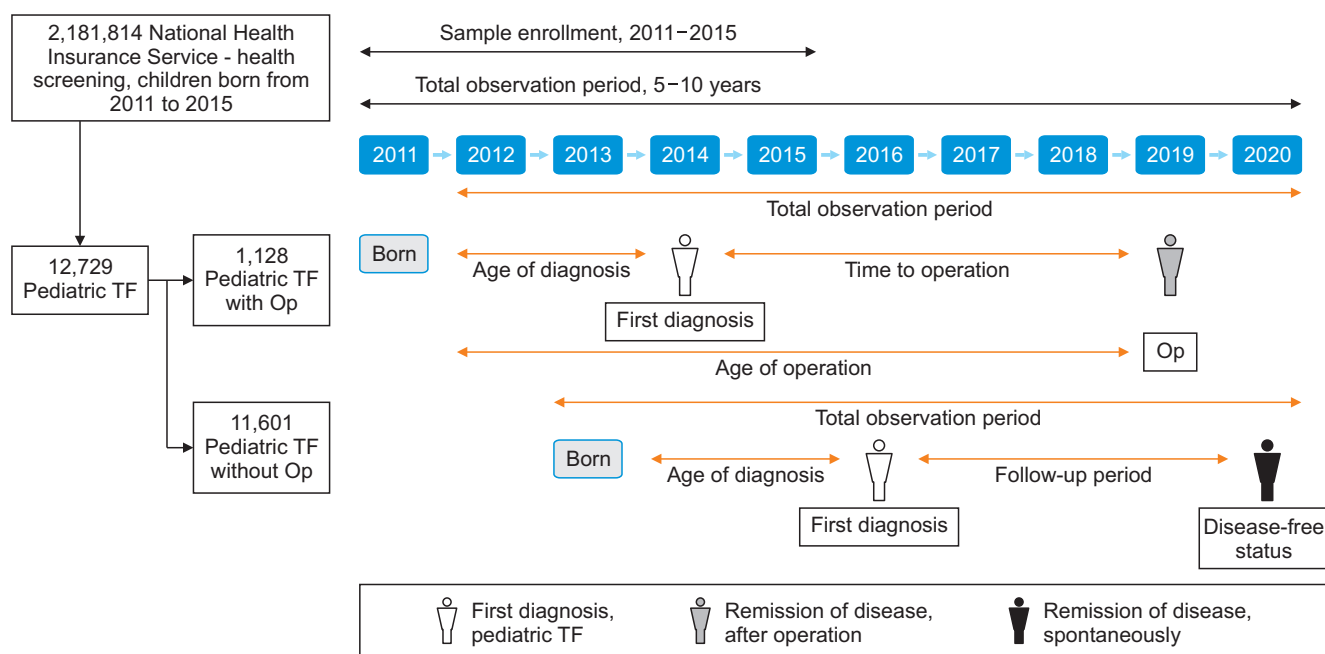 2,181,814 National Health
Insurance Service - health
screening, children born from
2011 to 2015
Sample enrollment, 2011−2015
Total observation period, 5−10 years
2011
2012
2013
2014
2015
2016
2017
2018
2019
2020
Total observation period
12,729
Pediatric TF
1,128
Pediatric TF
with Op
Born
Age of diagnosis
Time to operation
First diagnosis
Op
Age of operation
11,601
Pediatric TF
without Op
Total observation period
Born
Age of diagnosis
Follow-up period
First diagnosis
Disease-free
status
First diagnosis,
pediatric TF
Remission of disease,
after operation
Remission of disease,
spontaneously